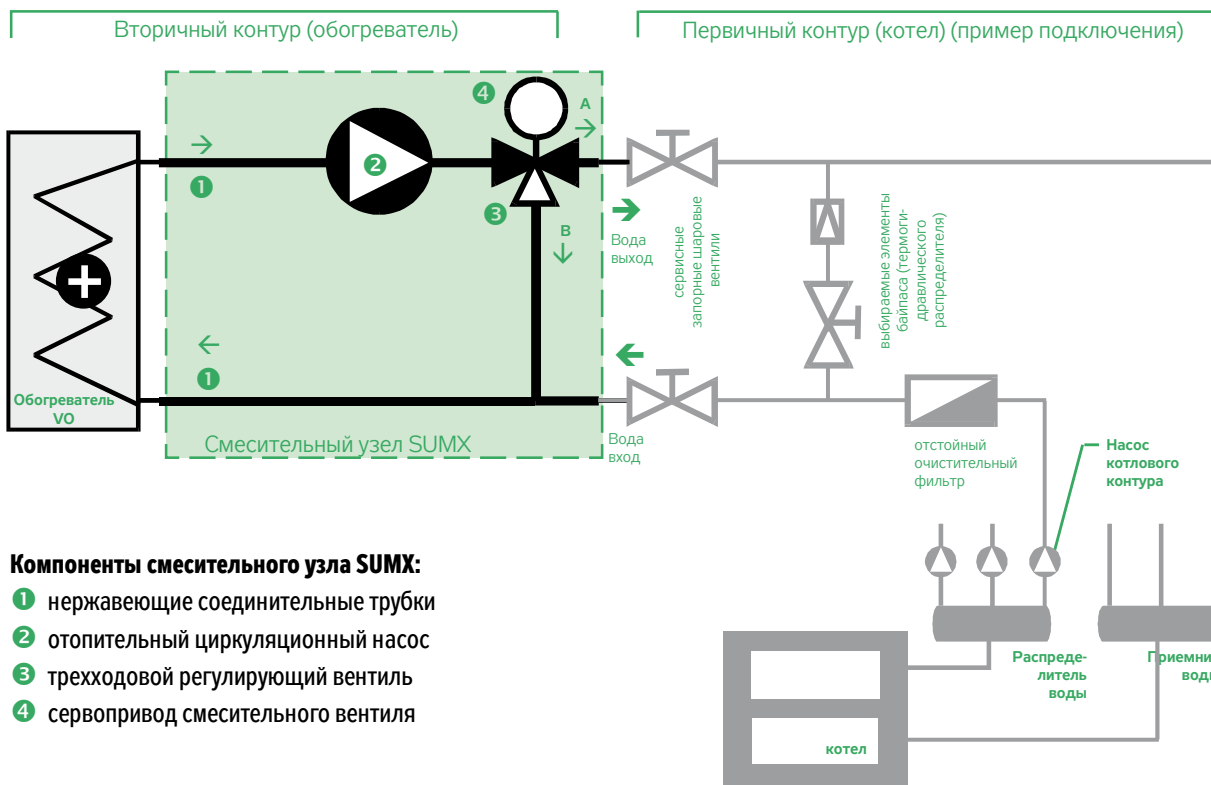 Вторичный контур (обогреватель)
Первичный контур (котел) (пример подключения)
4
A
1
2
3
B
Вода
выход
сервисные
запорные шаровые
вентили
выбираемые элементы
байпаса (термоги-
дравлического
распределителя)
1
Обогреватель
VO
Смесительный узел SUMX
Вода
вход
отстойный
очистительный
фильтр
Насос
котлового
контура
Компоненты смесительного узла SUMX:
1 нержавеющие соединительные трубки
2 отопительный циркуляционный насос
3 трехходовой регулирующий вентиль
4 сервопривод смесительного вентиля
Распреде-
литель
воды
Приемни
вод
котел